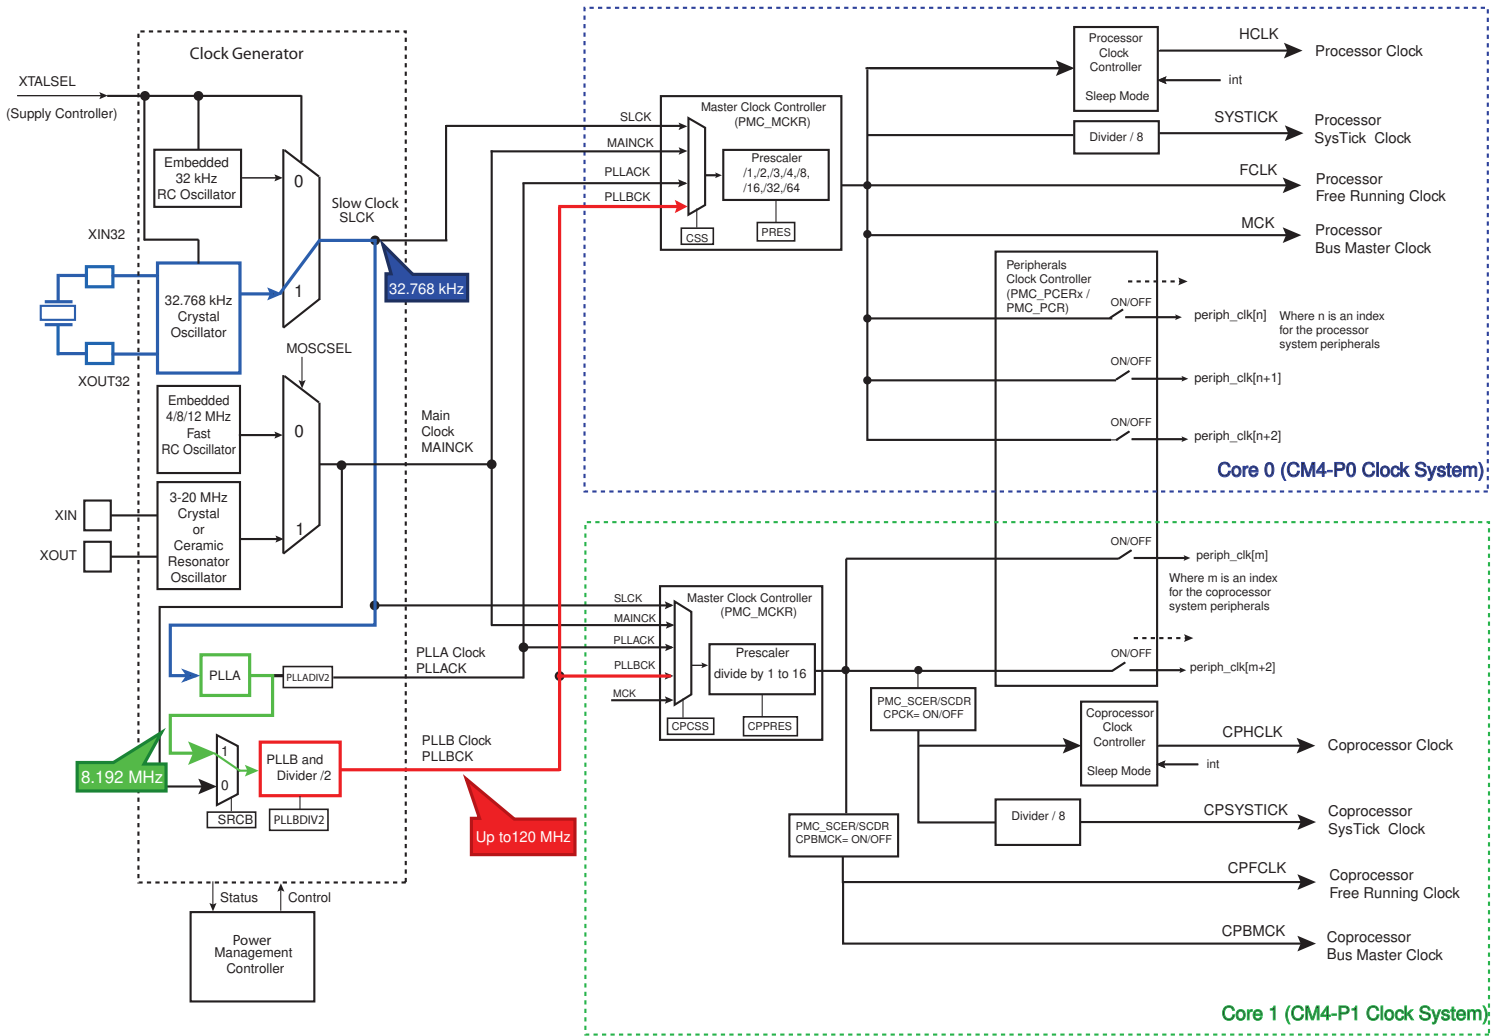 Clock Generator
XTALSEL
(Supply Controller)
Embedded
32 kHz
RC Oscillator
0
Slow Clock
SLCK
XIN32
32.768 kHz
Crystal
Oscillator
1
32.768 kHz
XOUT32
MOSCSEL
Embedded
4/8/12 MHz
Fast
RC Oscillator
0
Main
Clock
MAINCK
XIN
XOUT
3-20 MHz
Crystal
or
Ceramic
Resonator
Oscillator
1
PLLA
PLLADIV2
PLLA Clock
PLLACK
8.192 MHz
1
0
SRCB
PLLB and
Divider /2
PLLBDIV2
PLLB Clock
PLLBCK
Up to120 MHz
Status
Control
Power
Management
Controller
SLCK
MAINCK
PLLACK
PLLBCK
Master Clock Controller
(PMC_MCKR)
Prescaler
/1,/2,/3,/4,/8,
/16,/32,/64
CSS
PRES
Processor
Clock
Controller
Sleep Mode
HCLK
Processor Clock
int
Divider / 8
SYSTICK
Processor
SysTick Clock
FCLK
Processor
Free Running Clock
MCK
Processor
Bus Master Clock
Peripherals
Clock Controller
(PMC_PCERx /
PMC_PCR)
ON/OFF
periph_clk[n]
Where n is an index
for the processor
system peripherals
ON/OFF
periph_clk[n+1]
ON/OFF
periph_clk[n+2]
Core 0 (CM4-P0 Clock System)
ON/OFF
periph_clk[m]
Where m is an index
for the coprocessor
system peripherals
ON/OFF
periph_clk[m+2]
SLCK
MAINCK
PLLACK
PLLBCK
MCK
Master Clock Controller
(PMC_MCKR)
Prescaler
divide by 1 to 16
CPCSS
CPPRES
PMC_SCER/SCDR
CPCK= ON/OFF
Coprocessor
Clock
Controller
Sleep Mode
CPHCLK
Coprocessor Clock
int
Divider / 8
CPSYSTICK
Coprocessor
SysTick Clock
PMC_SCER/SCDR
CPBMCK= ON/OFF
CPFCLK
Coprocessor
Free Running Clock
CPBMCK
Coprocessor
Bus Master Clock
Core 1 (CM4-P1 Clock System)